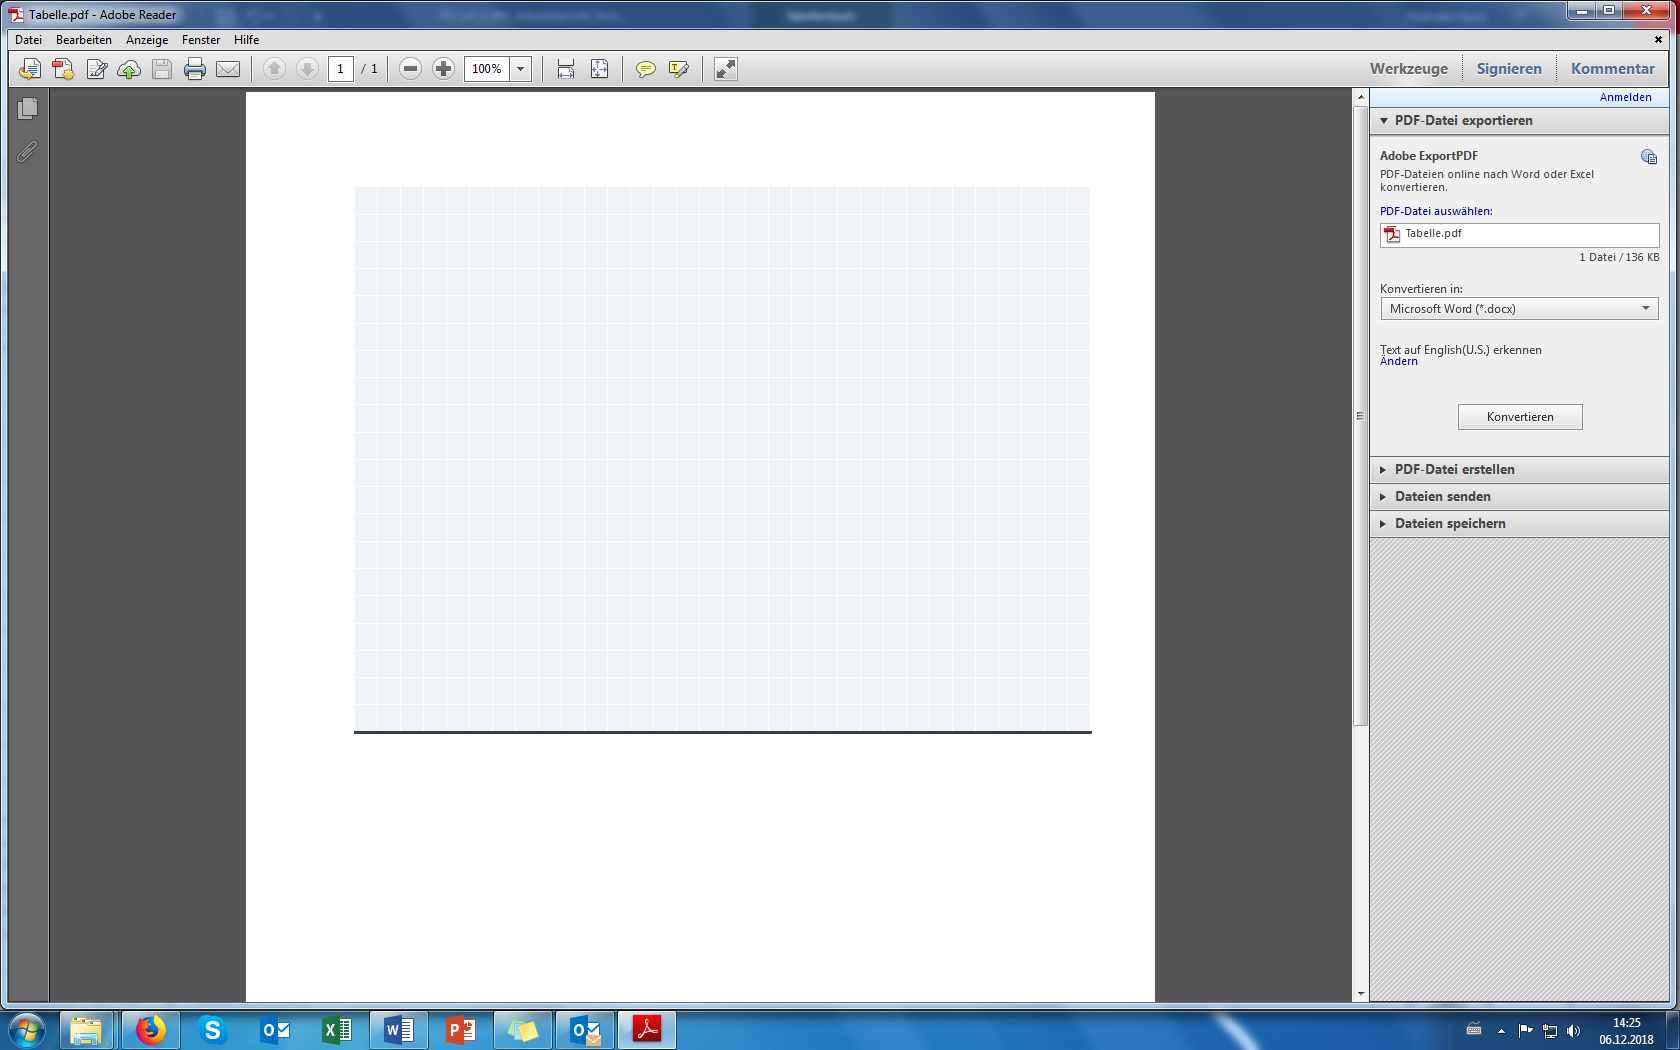 Tabelle.pdf - Adobe Reader
Datei Bearbeiten Anzeige Fenster Hilfe
1 / 1
100%
Werkzeuge Signieren Kommentar
Anmelden
PDF-Datei exportieren
Adobe ExportPDF
PDF-Dateien online nach Word oder Excel
konvertieren.
PDF-Datei auswählen:
Tabelle.pdf
1 Datei / 136 KB
Konvertieren in:
Microsoft Word (*.docx)
Text auf English(U.S.) erkennen
Ändern
Konvertieren
PDF-Datei erstellen
Dateien senden
Dateien speichern
14:25
06.12.2018